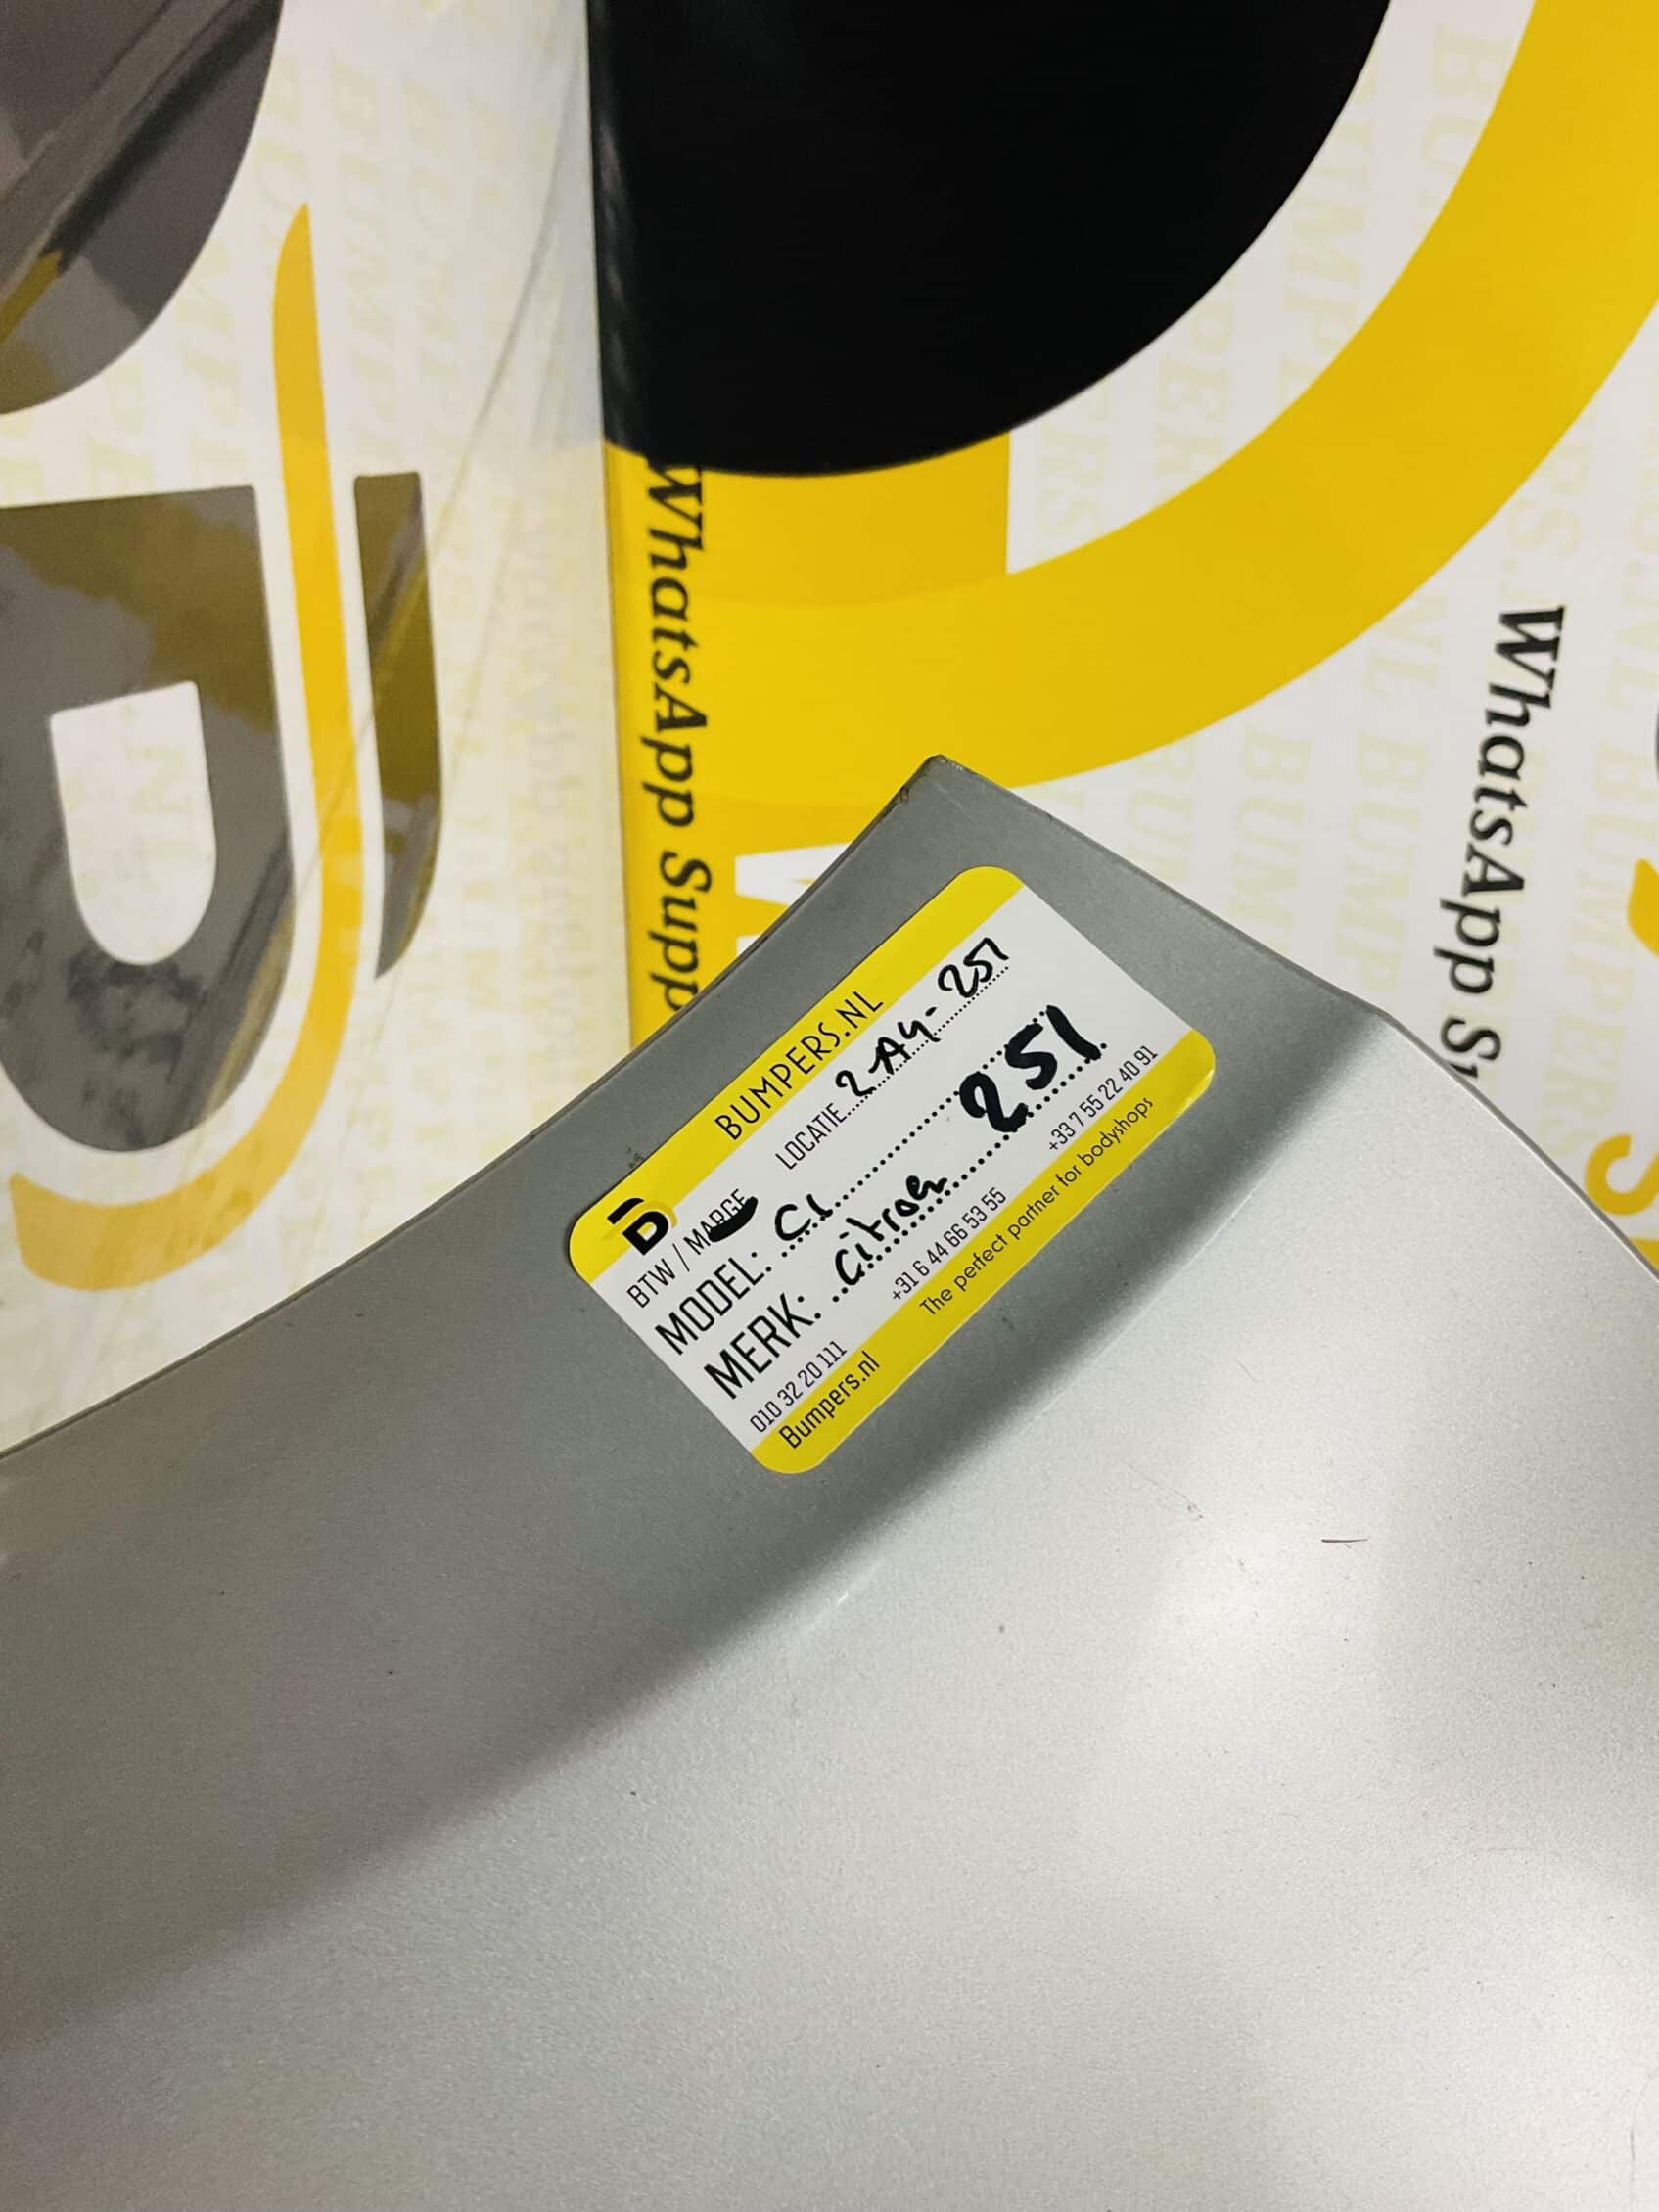 WhatsApp Supp
WhatsApp Su
BUMPERS.NL
BTW / MARGE
LOCATIE 2-A4-251
MODEL: C1
251
MERK: Citroen
010 32 20 111
+31 6 44 66 53 55
+33 7 55 22 40 91
Bumpers.nl
The perfect partner for bodyshops